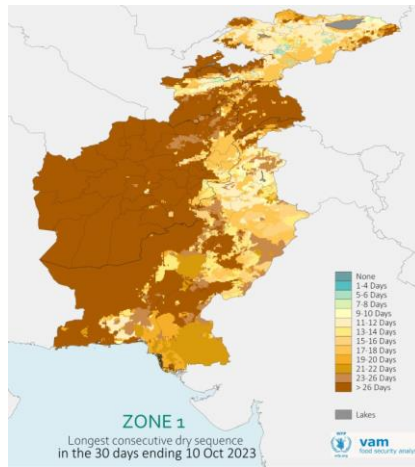 None
1-4 Days
5-6 Days
7-8 Days
9-10 Days
11-12 Days
13-14 Days
15-16 Days
17-18 Days
19-20 Days
21-22 Days
23-26 Days
> 26 Days
Lakes
ZONE 1
Longest consecutive dry sequence
in the 30 days ending 10 Oct 2023
WFP
vam
food security analys